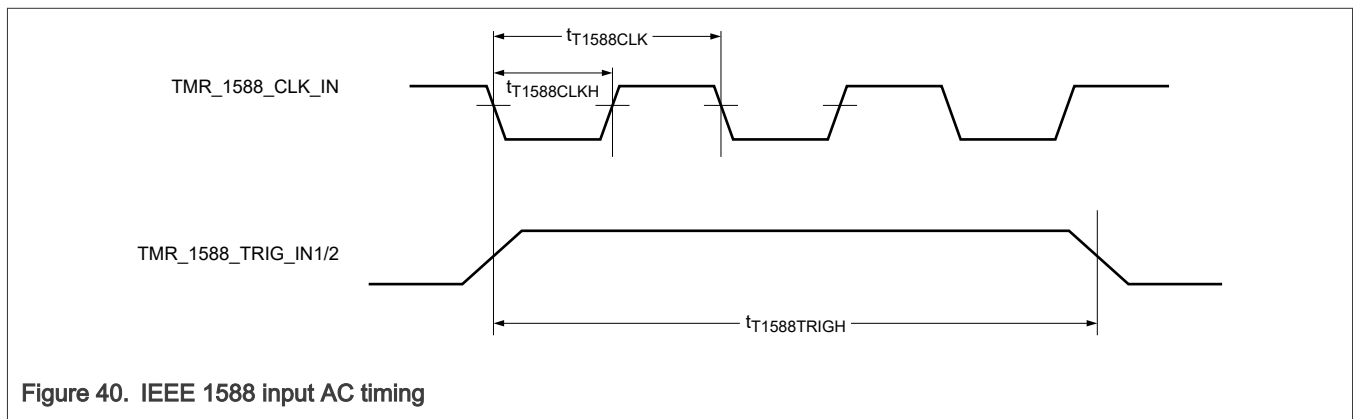 tT1588CLK
TMR_1588_CLK_IN
tT1588CLKH
TMR_1588_TRIG_IN1/2
tT1588TRIGH
Figure 40. IEEE 1588 input AC timing